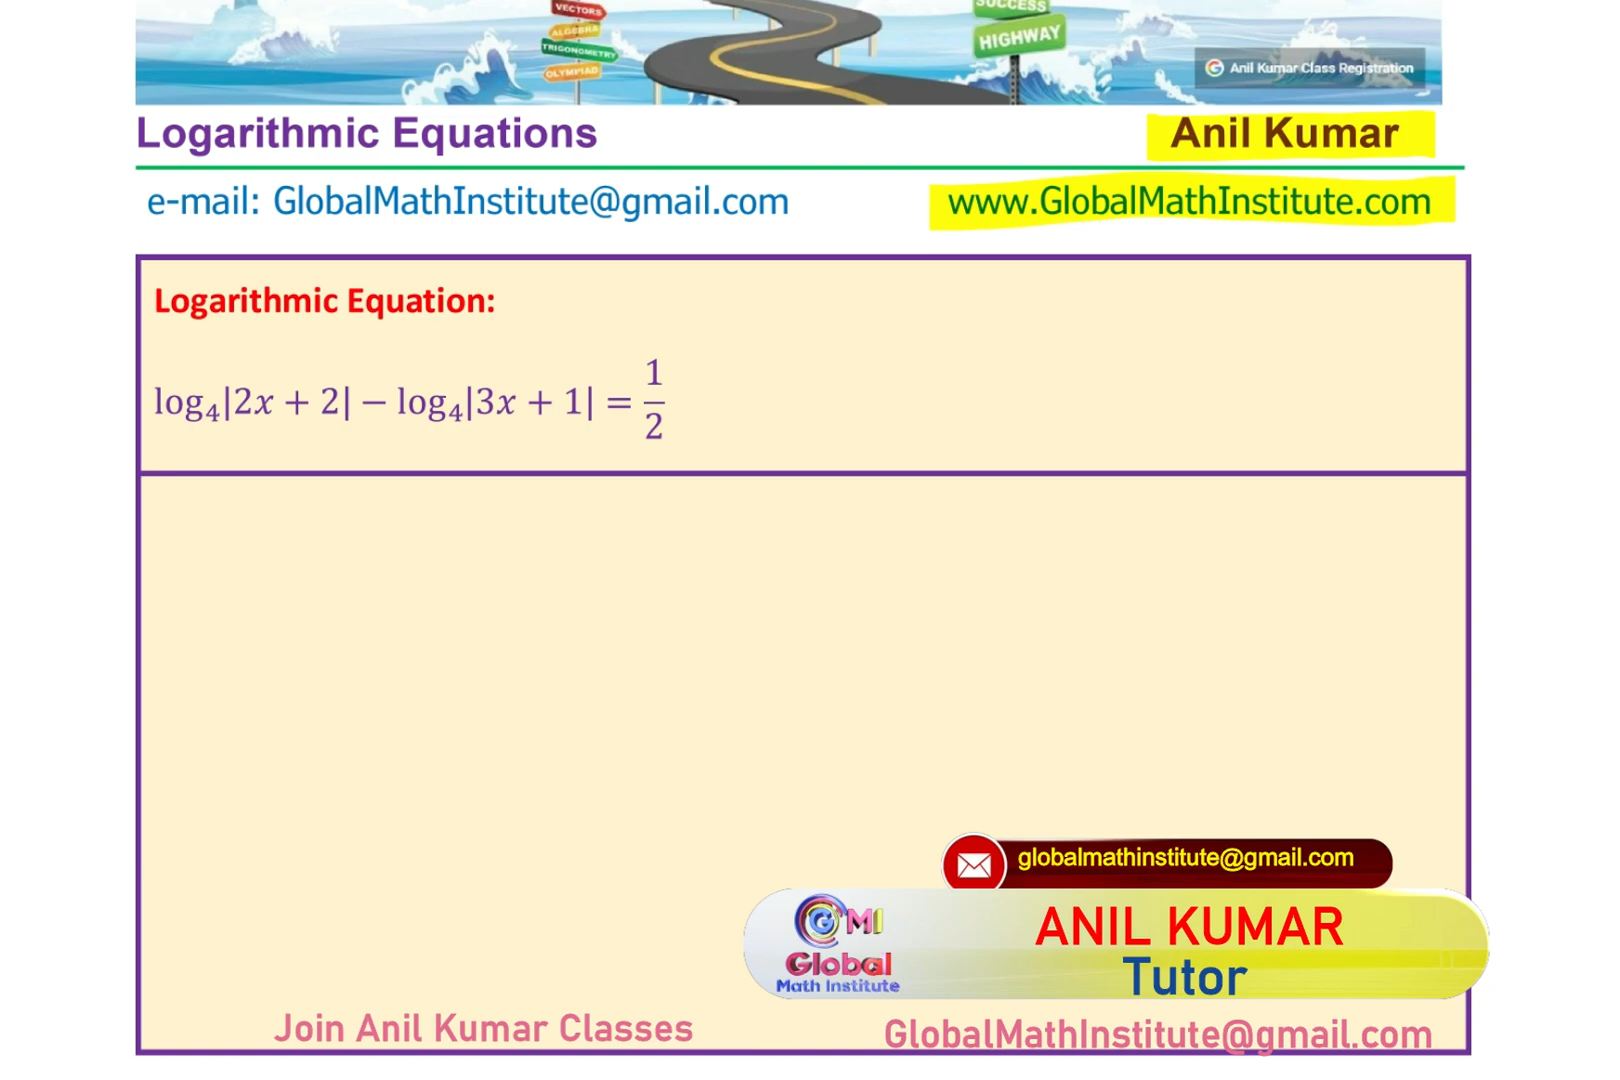 VECTORS
ALGEBRA
TRIGONOMETRY
OLYMPIAD
SUCCESS
HIGHWAY
Anil Kumar Class Registration
Logarithmic Equations
Anil Kumar
e-mail: GlobalMathInstitute@gmail.com
www.GlobalMathInstitute.com
Logarithmic Equation:
log₄|2x + 2| − log₄|3x + 1| = 1/2
globalmathinstitute@gmail.com
GMI
Global
Math Institute
ANIL KUMAR
Tutor
Join Anil Kumar Classes
GlobalMathInstitute@gmail.com